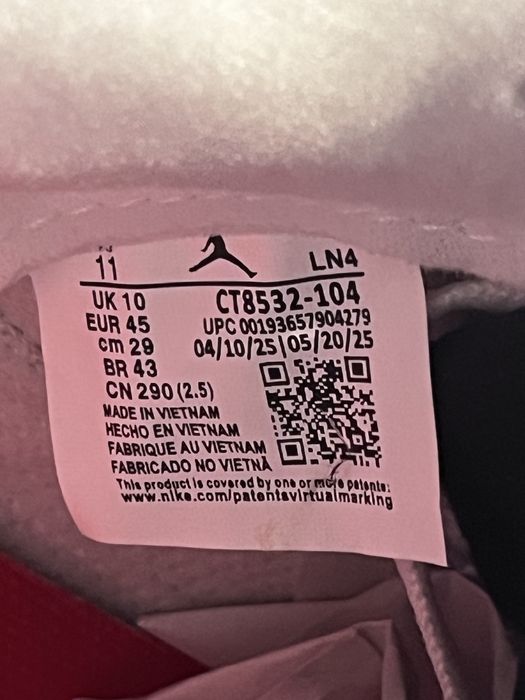 11
LN4
UK 10
CT8532-104
EUR 45
UPC 00193657904279
cm 29
04/10/25|05/20/25
BR 43
CN 290 (2.5)
MADE IN VIETNAM
HECHO EN VIETNAM
FABRIQUE AU VIETNAM
FABRICADO NO VIETNÃ
This product is covered by one or more patents:
www.nike.com/patentsvirtualmarking